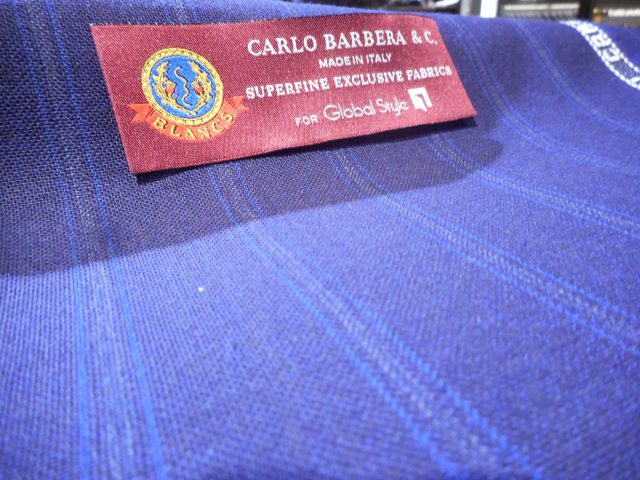 CARLO BARBERA & C.
MADE IN ITALY
SUPERFINE EXCLUSIVE FABRICS
FOR Global Style
BLANCS